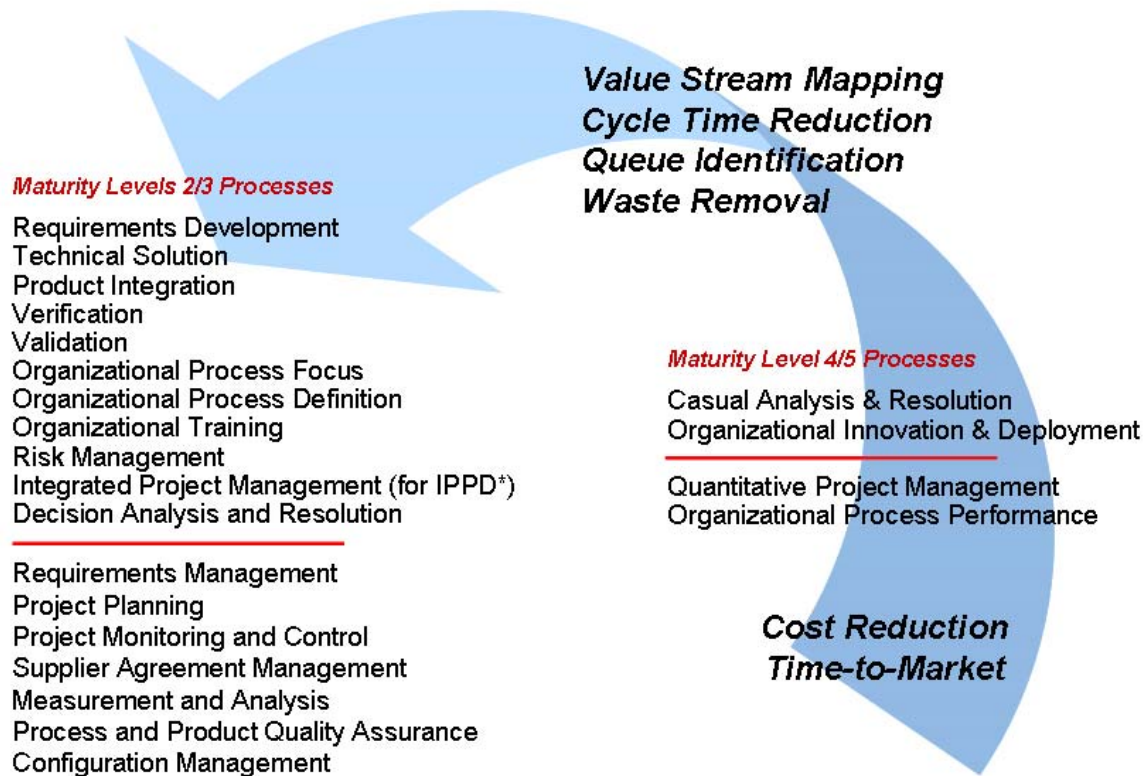 Value Stream Mapping
Cycle Time Reduction
Queue Identification
Waste Removal
Maturity Levels 2/3 Processes
Requirements Development
Technical Solution
Product Integration
Verification
Validation
Organizational Process Focus
Organizational Process Definition
Organizational Training
Risk Management
Integrated Project Management (for IPPD*)
Decision Analysis and Resolution
Requirements Management
Project Planning
Project Monitoring and Control
Supplier Agreement Management
Measurement and Analysis
Process and Product Quality Assurance
Configuration Management
Maturity Level 4/5 Processes
Casual Analysis & Resolution
Organizational Innovation & Deployment
Quantitative Project Management
Organizational Process Performance
Cost Reduction
Time-to-Market